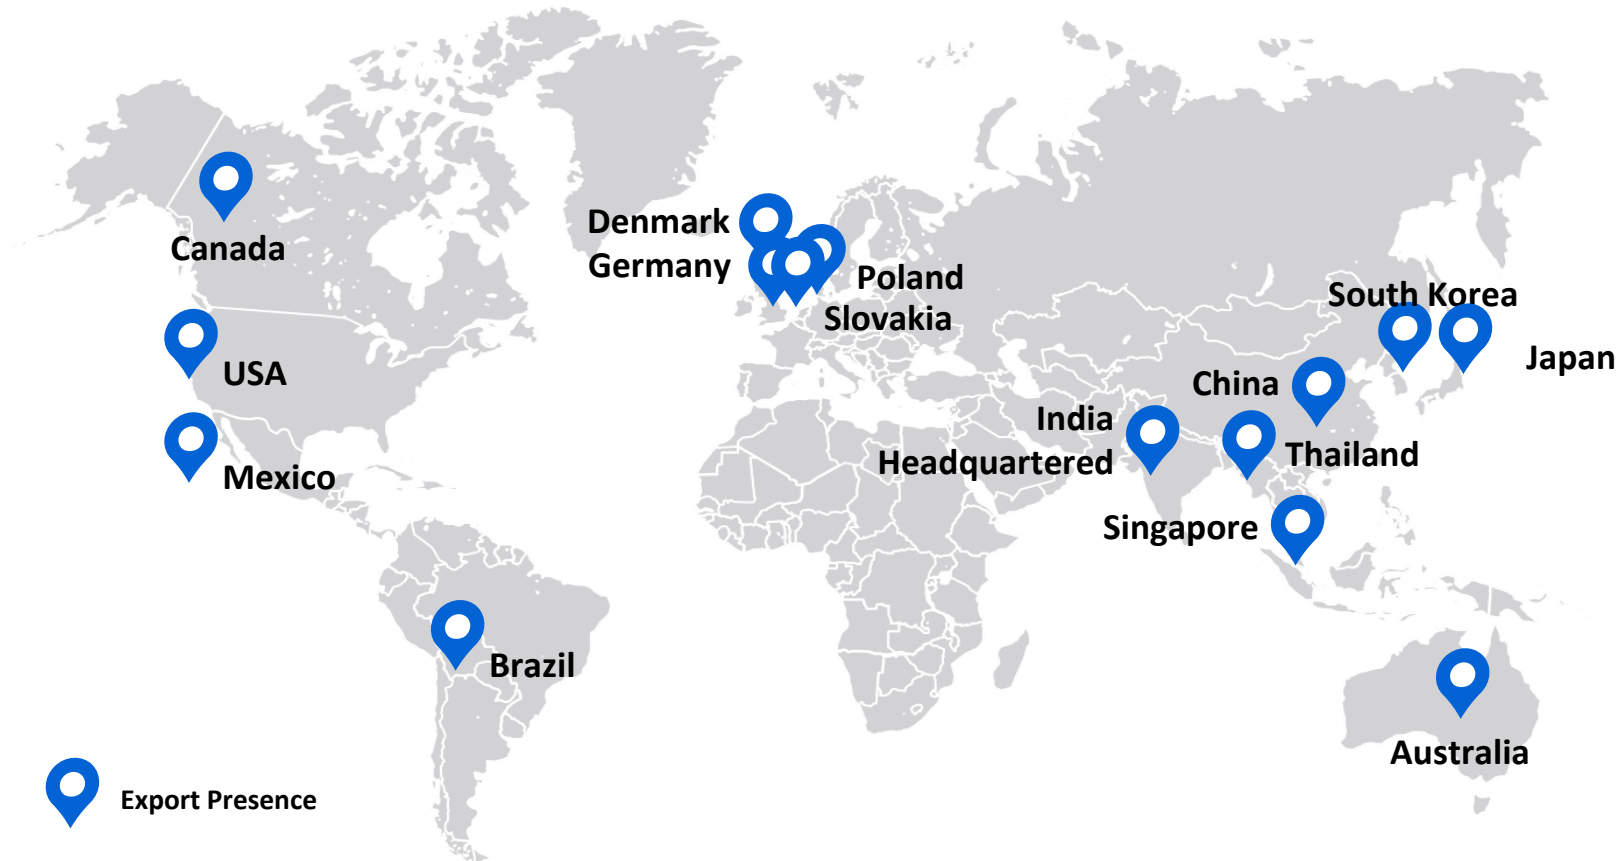 Canada
USA
Mexico
Brazil
Denmark
Germany
Poland
Slovakia
South Korea
Japan
China
India
Headquartered
Thailand
Singapore
Australia
Export Presence